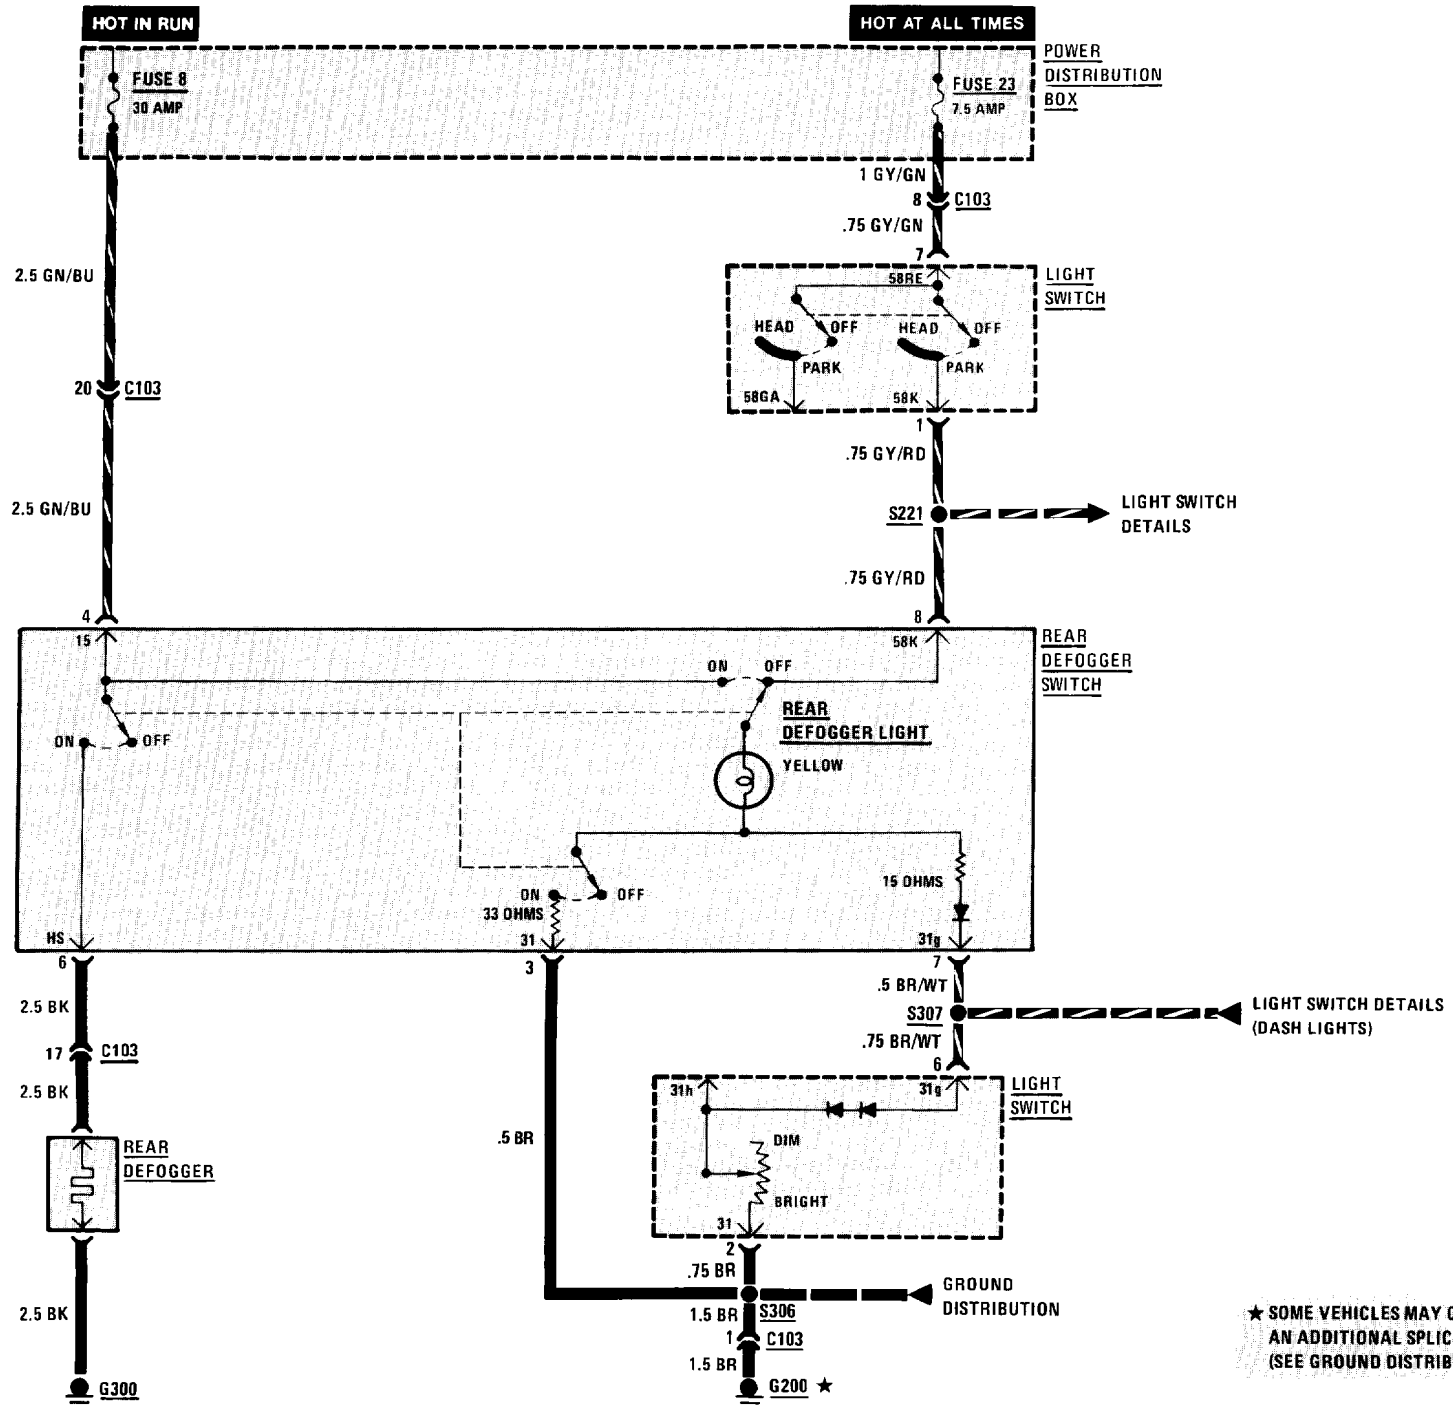 HOT IN RUN
HOT AT ALL TIMES
FUSE 8
30 AMP
FUSE 23
7.5 AMP
POWER
DISTRIBUTION
BOX
1 GY/GN
8 C103
.75 GY/GN
7
2.5 GN/BU
58RE
LIGHT
SWITCH
HEAD OFF
HEAD OFF
PARK
PARK
20 C103
58GA
58K
1
.75 GY/RD
2.5 GN/BU
S221
LIGHT SWITCH
DETAILS
.75 GY/RD
4
8
15
58K
REAR
DEFOGGER
SWITCH
ON OFF
REAR
DEFOGGER LIGHT
YELLOW
ON OFF
15 OHMS
ON OFF
33 OHMS
HS
31
31g
6
3
7
2.5 BK
.5 BR/WT
S307
LIGHT SWITCH DETAILS
(DASH LIGHTS)
.75 BR/WT
17 C103
6
2.5 BK
31h
31g
LIGHT
SWITCH
.5 BR
DIM
REAR
DEFOGGER
BRIGHT
31
2
.75 BR
GROUND
DISTRIBUTION
2.5 BK
1.5 BR S306
1 C103
1.5 BR
G300
G200 ★
★ SOME VEHICLES MAY
AN ADDITIONAL
(SEE GROUND